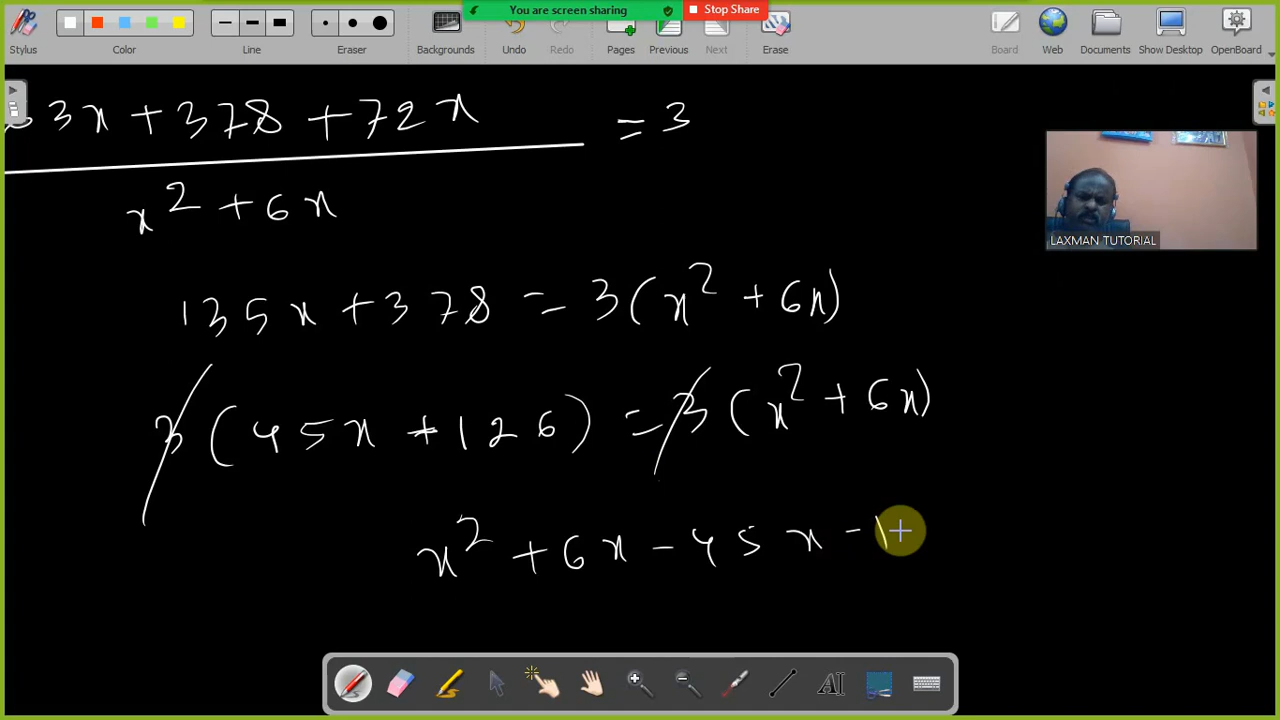 You are screen sharing Stop Share
Stylus Color Line Eraser Backgrounds Undo Redo Pages Previous Next Erase Board Web Documents Show Desktop OpenBoard
3x + 378 + 72x = 3
x² + 6x
135x + 378 = 3(x² + 6x)
3(45x + 126) = 3(x² + 6x)
x² + 6x - 45x - 1
LAXMAN TUTORIAL
AI